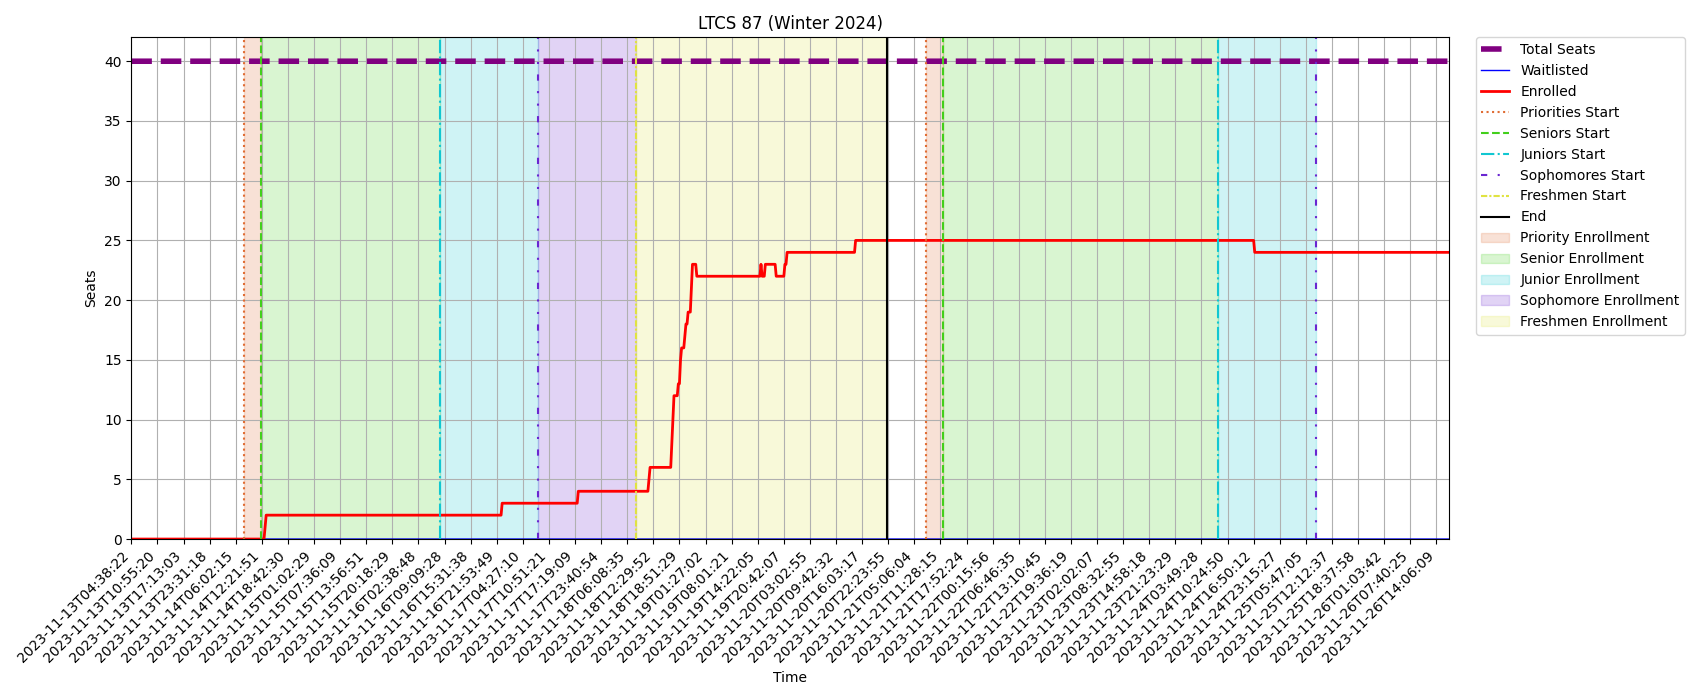 LTCS 87 (Winter 2024)
Seats
40
35
30
25
20
15
10
5
0
2023-11-13T04:38:22
2023-11-13T10:55:20
2023-11-13T17:13:03
2023-11-13T23:31:18
2023-11-14T06:02:15
2023-11-14T12:21:51
2023-11-14T18:42:30
2023-11-15T01:02:29
2023-11-15T07:36:09
2023-11-15T13:56:51
2023-11-15T20:18:29
2023-11-16T02:38:48
2023-11-16T09:09:28
2023-11-16T15:31:38
2023-11-16T21:53:49
2023-11-17T04:27:10
2023-11-17T10:51:21
2023-11-17T17:19:09
2023-11-17T23:40:54
2023-11-18T06:08:35
2023-11-18T12:29:52
2023-11-18T18:51:29
2023-11-19T01:27:02
2023-11-19T08:01:21
2023-11-19T14:22:05
2023-11-19T20:42:07
2023-11-20T03:02:55
2023-11-20T09:42:32
2023-11-20T16:03:17
2023-11-20T22:23:55
2023-11-21T05:06:04
2023-11-21T11:28:15
2023-11-21T17:52:24
2023-11-22T00:15:56
2023-11-22T06:46:35
2023-11-22T13:10:45
2023-11-22T19:36:19
2023-11-23T02:02:07
2023-11-23T08:32:55
2023-11-23T14:58:18
2023-11-23T21:23:29
2023-11-24T03:49:28
2023-11-24T10:24:50
2023-11-24T16:50:12
2023-11-24T23:15:27
2023-11-25T05:47:05
2023-11-25T12:12:37
2023-11-25T18:37:58
2023-11-26T01:03:42
2023-11-26T07:40:25
2023-11-26T14:06:09
Time
Total Seats
Waitlisted
Enrolled
Priorities Start
Seniors Start
Juniors Start
Sophomores Start
Freshmen Start
End
Priority Enrollment
Senior Enrollment
Junior Enrollment
Sophomore Enrollment
Freshmen Enrollment